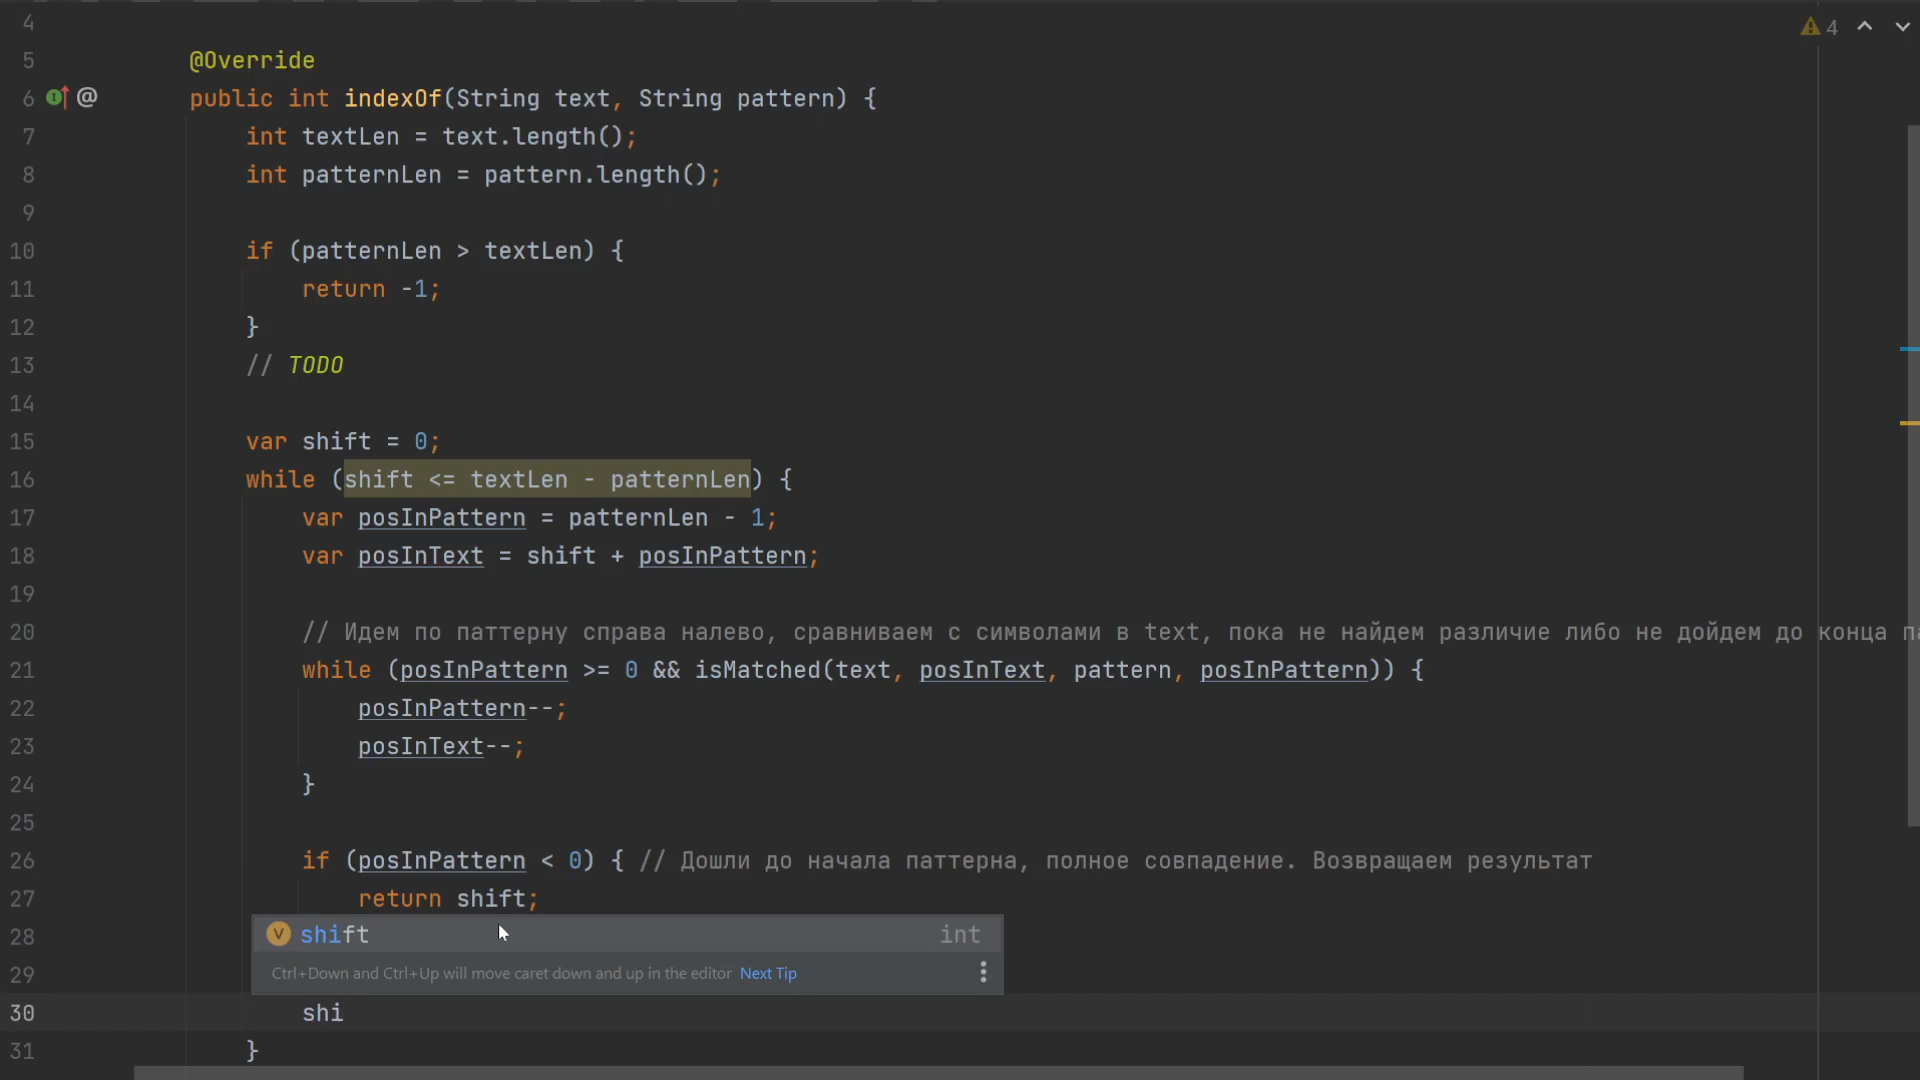 4
4
5 @Override
6 @ public int indexOf(String text, String pattern) {
7 int textLen = text.length();
8 int patternLen = pattern.length();
9
10 if (patternLen > textLen) {
11 return -1;
12 }
13 // TODO
14
15 var shift = 0;
16 while (shift <= textLen - patternLen) {
17 var posInPattern = patternLen - 1;
18 var posInText = shift + posInPattern;
19
20 // Идем по паттерну справа налево, сравниваем с символами в text, пока не найдем различие либо не дойдем до конца
21 while (posInPattern >= 0 && isMatched(text, posInText, pattern, posInPattern)) {
22 posInPattern--;
23 posInText--;
24 }
25
26 if (posInPattern < 0) { // Дошли до начала паттерна, полное совпадение. Возвращаем результат
27 return shift;
28 V shift int
29 Ctrl+Down and Ctrl+Up will move caret down and up in the editor Next Tip
30 shi
31 }